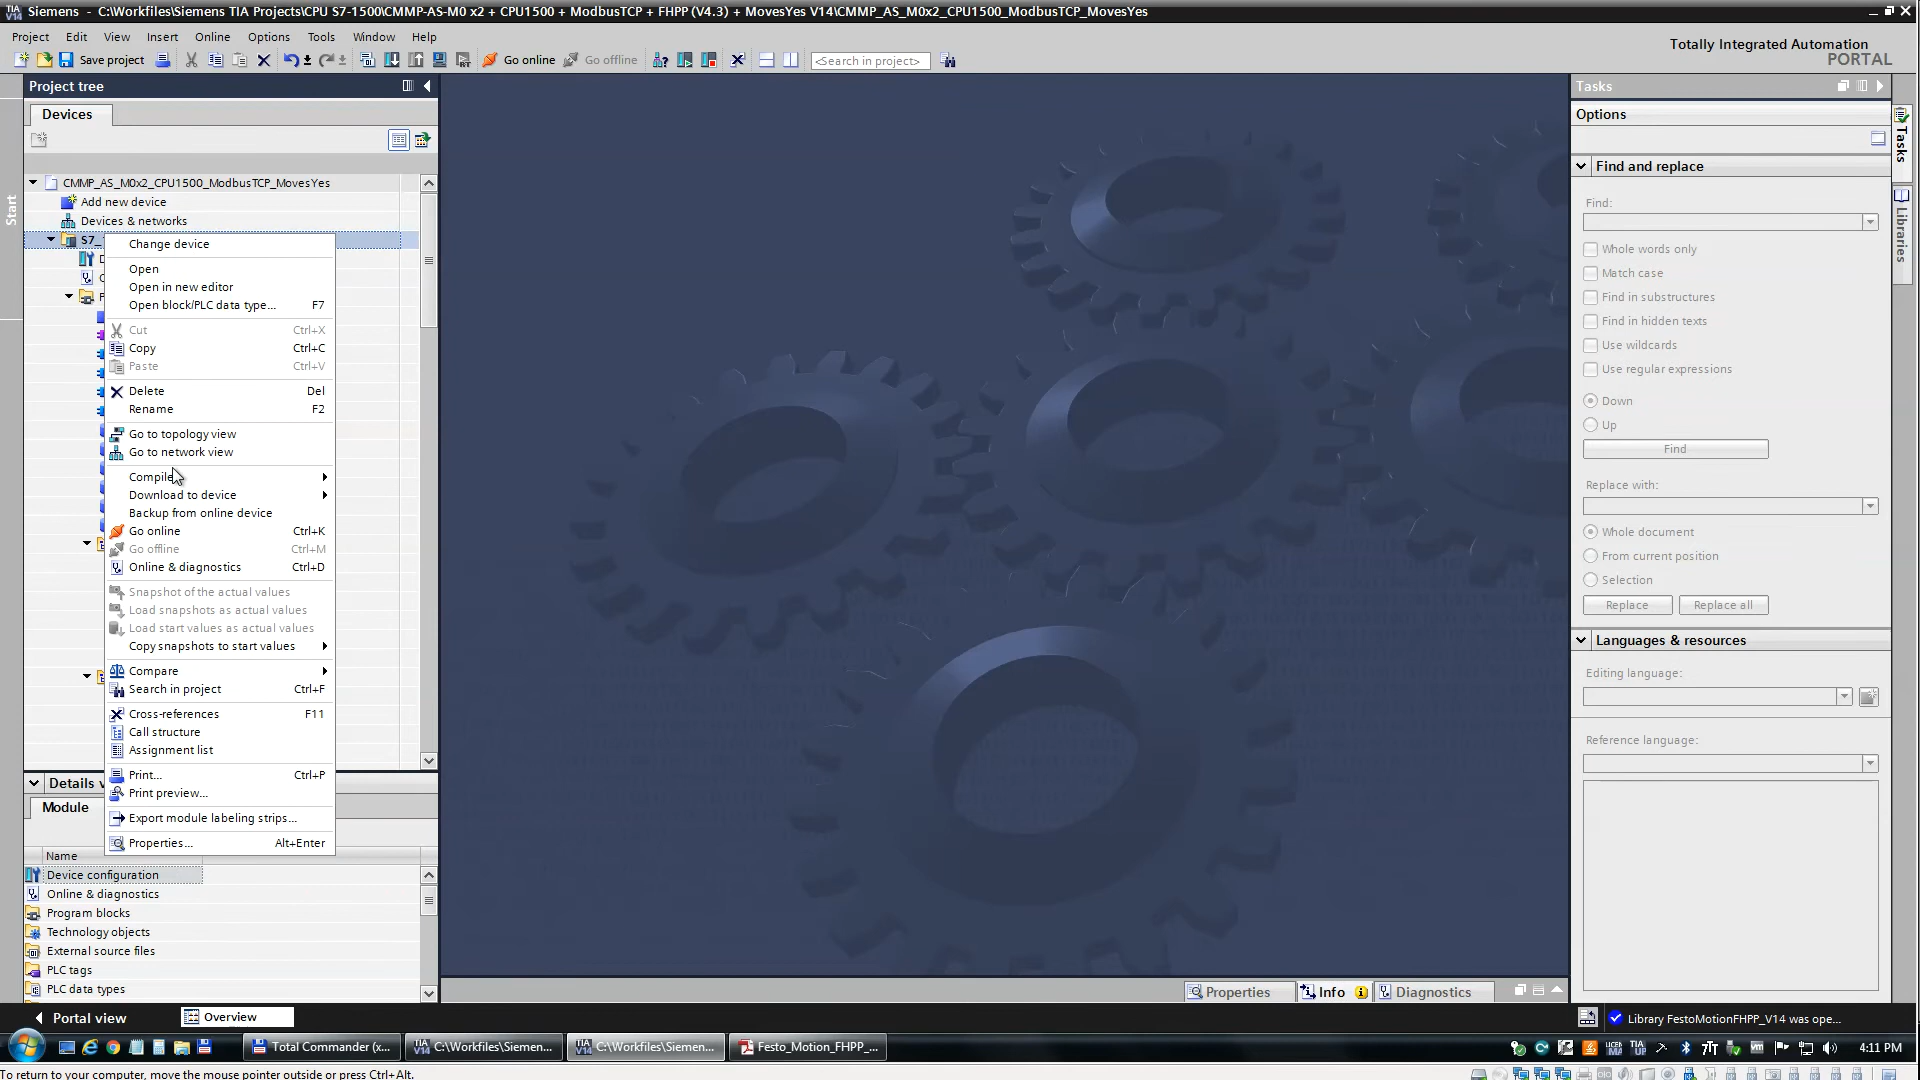 Siemens - C:\Workfiles\Siemens TIA Projects\CPU S7-1500\CMMP-AS-M0 x2 + CPU1500 + ModbusTCP + FHPP (V4.3) + MovesYes V14\CMMP_AS_M0x2_CPU1500_ModbusTCP_MovesYes
Project Edit View Insert Online Options Tools Window Help
Totally Integrated Automation
PORTAL
Save project Go online Go offline <Search in project>
Project tree
Devices
Start
CMMP_AS_M0x2_CPU1500_ModbusTCP_MovesYes
Add new device
Devices & networks
S7_
Change device
Open
Open in new editor
Open block/PLC data type... F7
Cut Ctrl+X
Copy Ctrl+C
Paste Ctrl+V
Delete Del
Rename F2
Go to topology view
Go to network view
Compile
Download to device
Backup from online device
Go online Ctrl+K
Go offline Ctrl+M
Online & diagnostics Ctrl+D
Snapshot of the actual values
Load snapshots as actual values
Load start values as actual values
Copy snapshots to start values
Compare
Search in project Ctrl+F
Cross-references F11
Call structure
Assignment list
Print... Ctrl+P
Print preview...
Export module labeling strips...
Properties... Alt+Enter
Details v
Module
Name
Device configuration
Online & diagnostics
Program blocks
Technology objects
External source files
PLC tags
PLC data types
Tasks
Options
Find and replace
Find:
Whole words only
Match case
Find in substructures
Find in hidden texts
Use wildcards
Use regular expressions
Down
Up
Find
Replace with:
Whole document
From current position
Selection
Replace Replace all
Languages & resources
Editing language:
Reference language:
Tasks
Libraries
Properties Info Diagnostics
Portal view Overview
Library FestoMotionFHPP_V14 was ope...
Total Commander (x... C:\Workfiles\Siemen... C:\Workfiles\Siemen... Festo_Motion_FHPP_...
4:11 PM
To return to your computer, move the mouse pointer outside or press Ctrl+Alt.